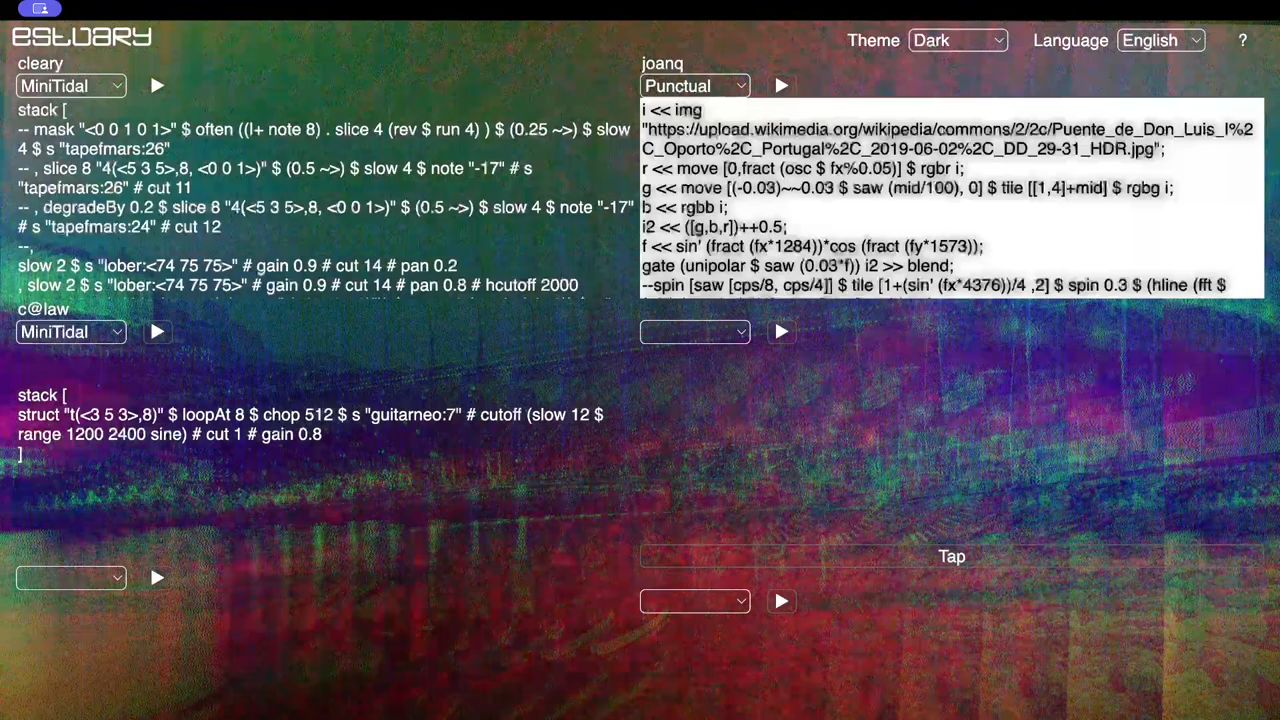 estuary
Theme Dark Language English ?
cleary
MiniTidal
stack [
-- mask "<0 0 1 0 1>" $ often ((|+ note 8) . slice 4 (rev $ run 4) ) $ (0.25 ~>) $ slow
4 $ s "tapefmars:26"
-- , slice 8 "4(<5 3 5>,8, <0 0 1>)" $ (0.5 ~>) $ slow 4 $ note "-17" # s
"tapefmars:26" # cut 11
-- , degradeBy 0.2 $ slice 8 "4(<5 3 5>,8, <0 0 1>)" $ (0.5 ~>) $ slow 4 $ note "-17"
# s "tapefmars:24" # cut 12
--,
slow 2 $ s "lober:<74 75 75>" # gain 0.9 # cut 14 # pan 0.2
, slow 2 $ s "lober:<74 75 75>" # gain 0.9 # cut 14 # pan 0.8 # hcutoff 2000
joanq
Punctual
i << img
"https://upload.wikimedia.org/wikipedia/commons/2/2c/Puente_de_Don_Luis_I%2
C_Oporto%2C_Portugal%2C_2019-06-02%2C_DD_29-31_HDR.jpg";
r << move [0,fract (osc $ fx%0.05)] $ rgbr i;
g << move [(-0.03)~~0.03 $ saw (mid/100), 0] $ tile [[1,4]+mid] $ rgbg i;
b << rgbb i;
i2 << ([g,b,r])++0.5;
f << sin' (fract (fx*1284))*cos (fract (fy*1573));
gate (unipolar $ saw (0.03*f)) i2 >> blend;
--spin [saw [cps/8, cps/4]] $ tile [1+(sin' (fx*4376))/4 ,2] $ spin 0.3 $ (hline (fft $
c@law
MiniTidal
stack [
struct "t(<3 5 3>,8)" $ loopAt 8 $ chop 512 $ s "guitarneo:7" # cutoff (slow 12 $
range 1200 2400 sine) # cut 1 # gain 0.8
]
Tap